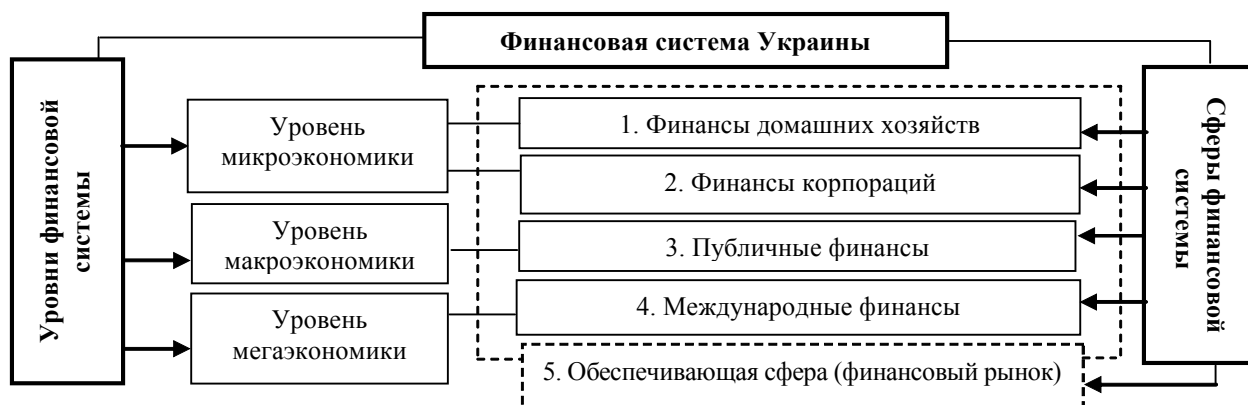 Финансовая система Украины
Уровни финансовой
системы
Уровень
микроэкономики
Уровень
макроэкономики
Уровень
мегаэкономики
1. Финансы домашних хозяйств
2. Финансы корпораций
3. Публичные финансы
4. Международные финансы
5. Обеспечивающая сфера (финансовый рынок)
Сферы финансовой
системы